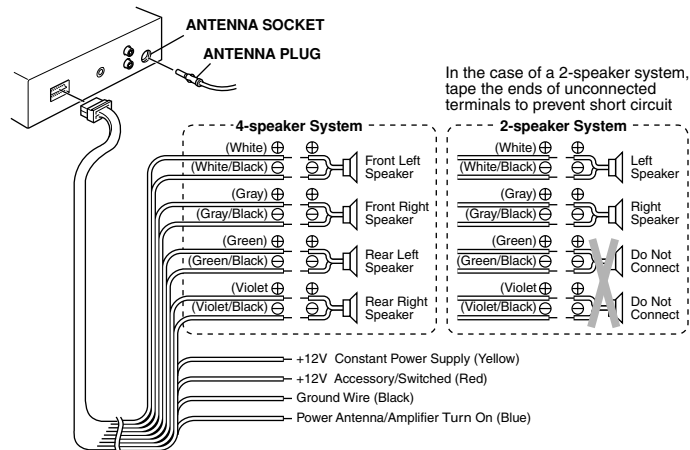 ANTENNA SOCKET
ANTENNA PLUG
In the case of a 2-speaker system,
tape the ends of unconnected
terminals to prevent short circuit
4-speaker System
(White) ⊕ ⊕
(White/Black) ⊖ ⊖
Front Left
Speaker
(Gray) ⊕ ⊕
(Gray/Black) ⊖ ⊖
Front Right
Speaker
(Green) ⊕ ⊕
(Green/Black) ⊖ ⊖
Rear Left
Speaker
(Violet ⊕ ⊕
(Violet/Black) ⊖ ⊖
Rear Right
Speaker
2-speaker System
(White) ⊕ ⊕
(White/Black) ⊖ ⊖
Left
Speaker
(Gray) ⊕ ⊕
(Gray/Black) ⊖ ⊖
Right
Speaker
(Green) ⊕ ⊕
(Green/Black) ⊖ ⊖
Do Not
Connect
(Violet ⊕ ⊕
(Violet/Black) ⊖ ⊖
Do Not
Connect
+12V Constant Power Supply (Yellow)
+12V Accessory/Switched (Red)
Ground Wire (Black)
Power Antenna/Amplifier Turn On (Blue)